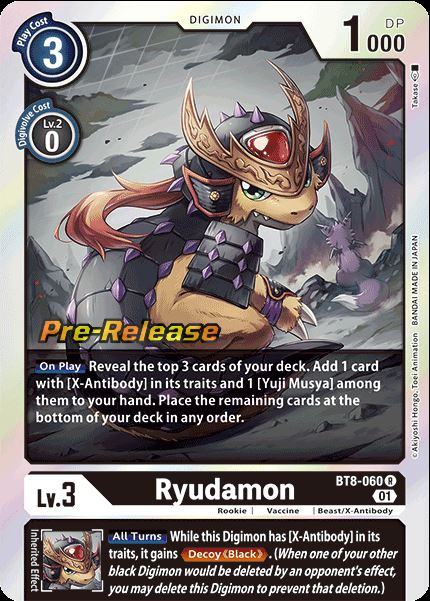 DIGIMON
Play Cost
3
DP
1000
Digivolve Cost
Lv.2
0
Takase
Pre-Release
On Play Reveal the top 3 cards of your deck. Add 1 card
with [X-Antibody] in its traits and 1 [Yuji Musya] among
them to your hand. Place the remaining cards at the
bottom of your deck in any order.
©Akiyoshi Hongo, Toei Animation BANDAI MADE IN JAPAN
BT8-060 R
01
Lv.3
Ryudamon
Rookie | Vaccine | Beast/X-Antibody
Inherited Effect
All Turns While this Digimon has [X-Antibody] in its
traits, it gains Decoy《Black》. (When one of your other
black Digimon would be deleted by an opponent's effect,
you may delete this Digimon to prevent that deletion.)